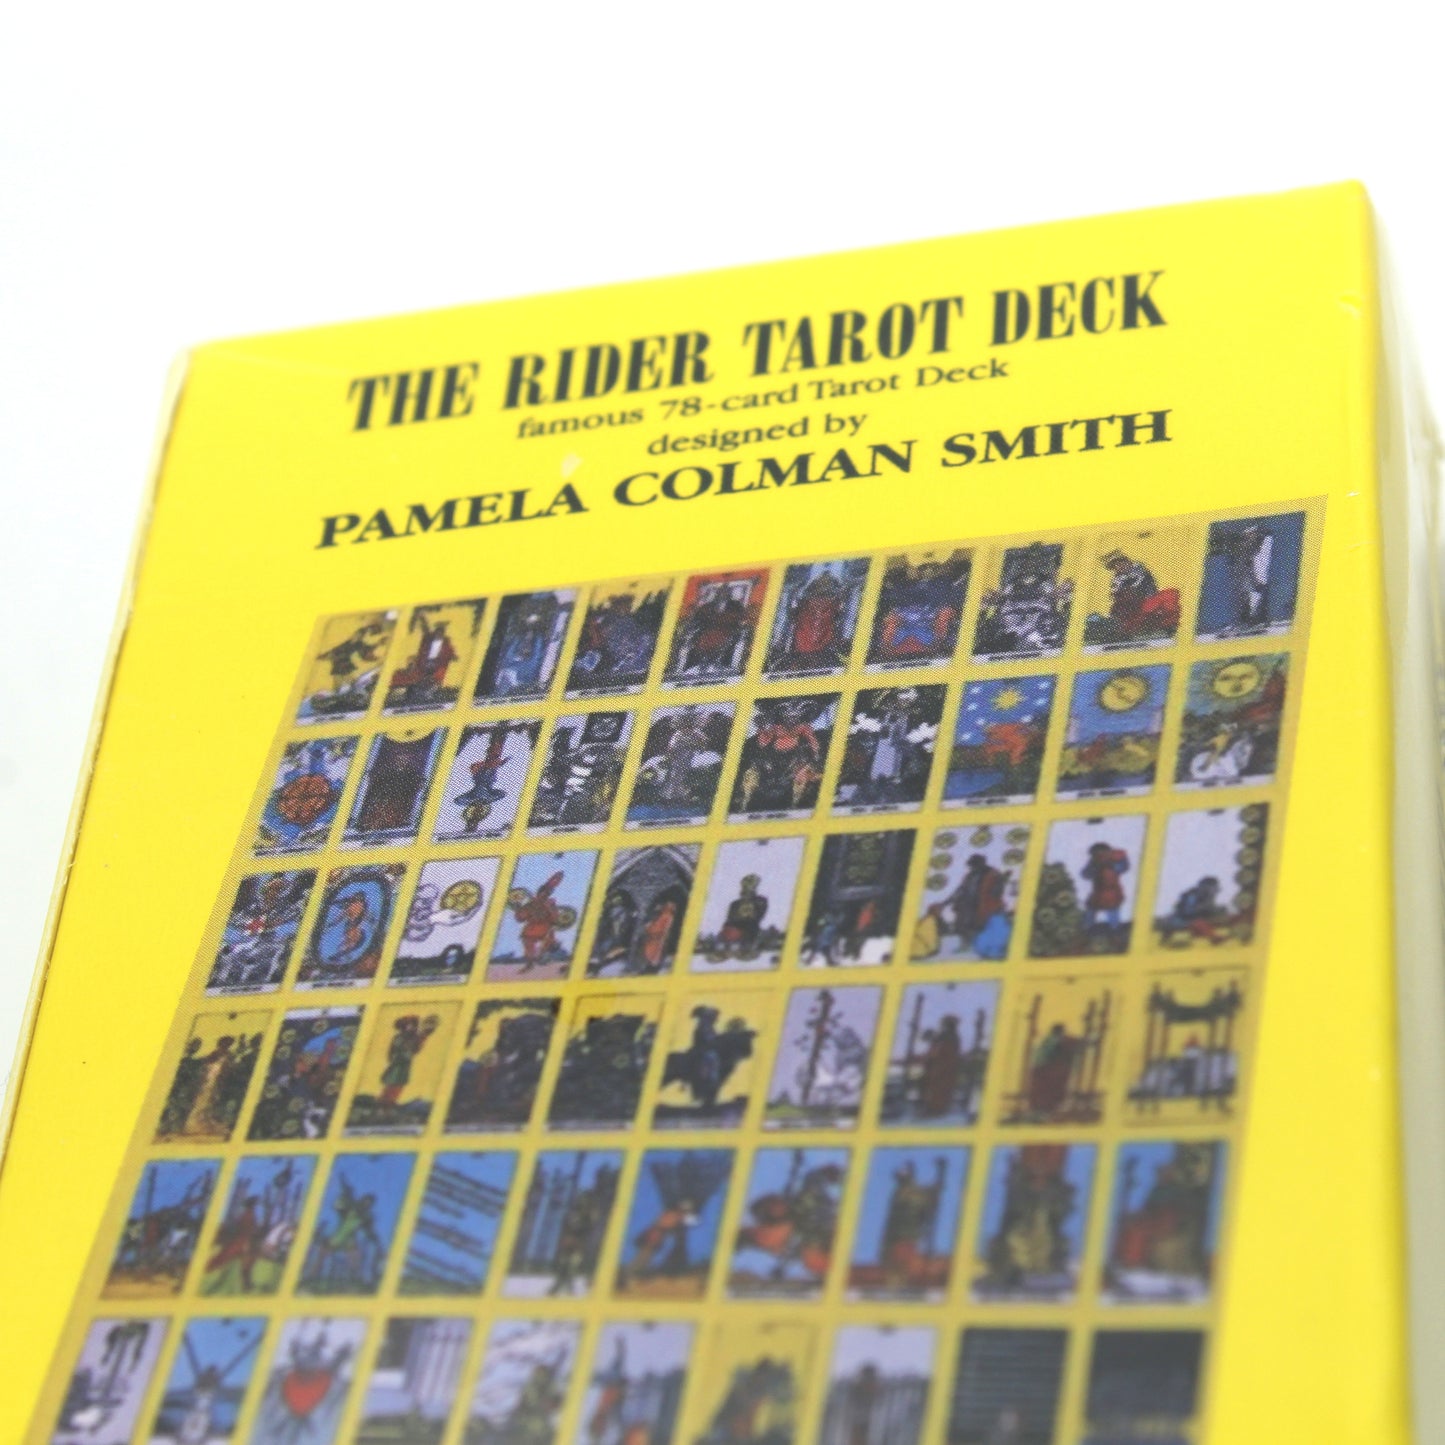 THE RIDER TAROT DECK
famous 78-card Tarot Deck
designed by
PAMELA COLMAN SMITH